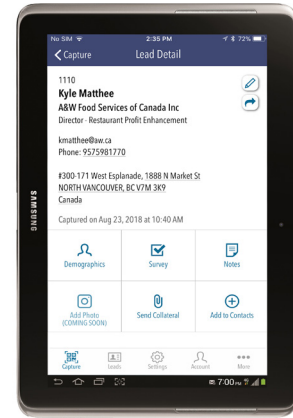 No SIM 2:35 PM 72%
Capture Lead Detail
1110
Kyle Matthee
A&W Food Services of Canada Inc
Director - Restaurant Profit Enhancement
kmatthee@aw.ca
Phone: 9575981770
#300-171 West Esplanade, 1888 N Market St
NORTH VANCOUVER, BC V7M 3K9
Canada
Captured on Aug 23, 2018 at 10:40 AM
Demographics Survey Notes
Add Photo
(COMING SOON) Send Collateral Add to Contacts
Capture Leads Settings Account More
7:00 PM
SAMSUNG